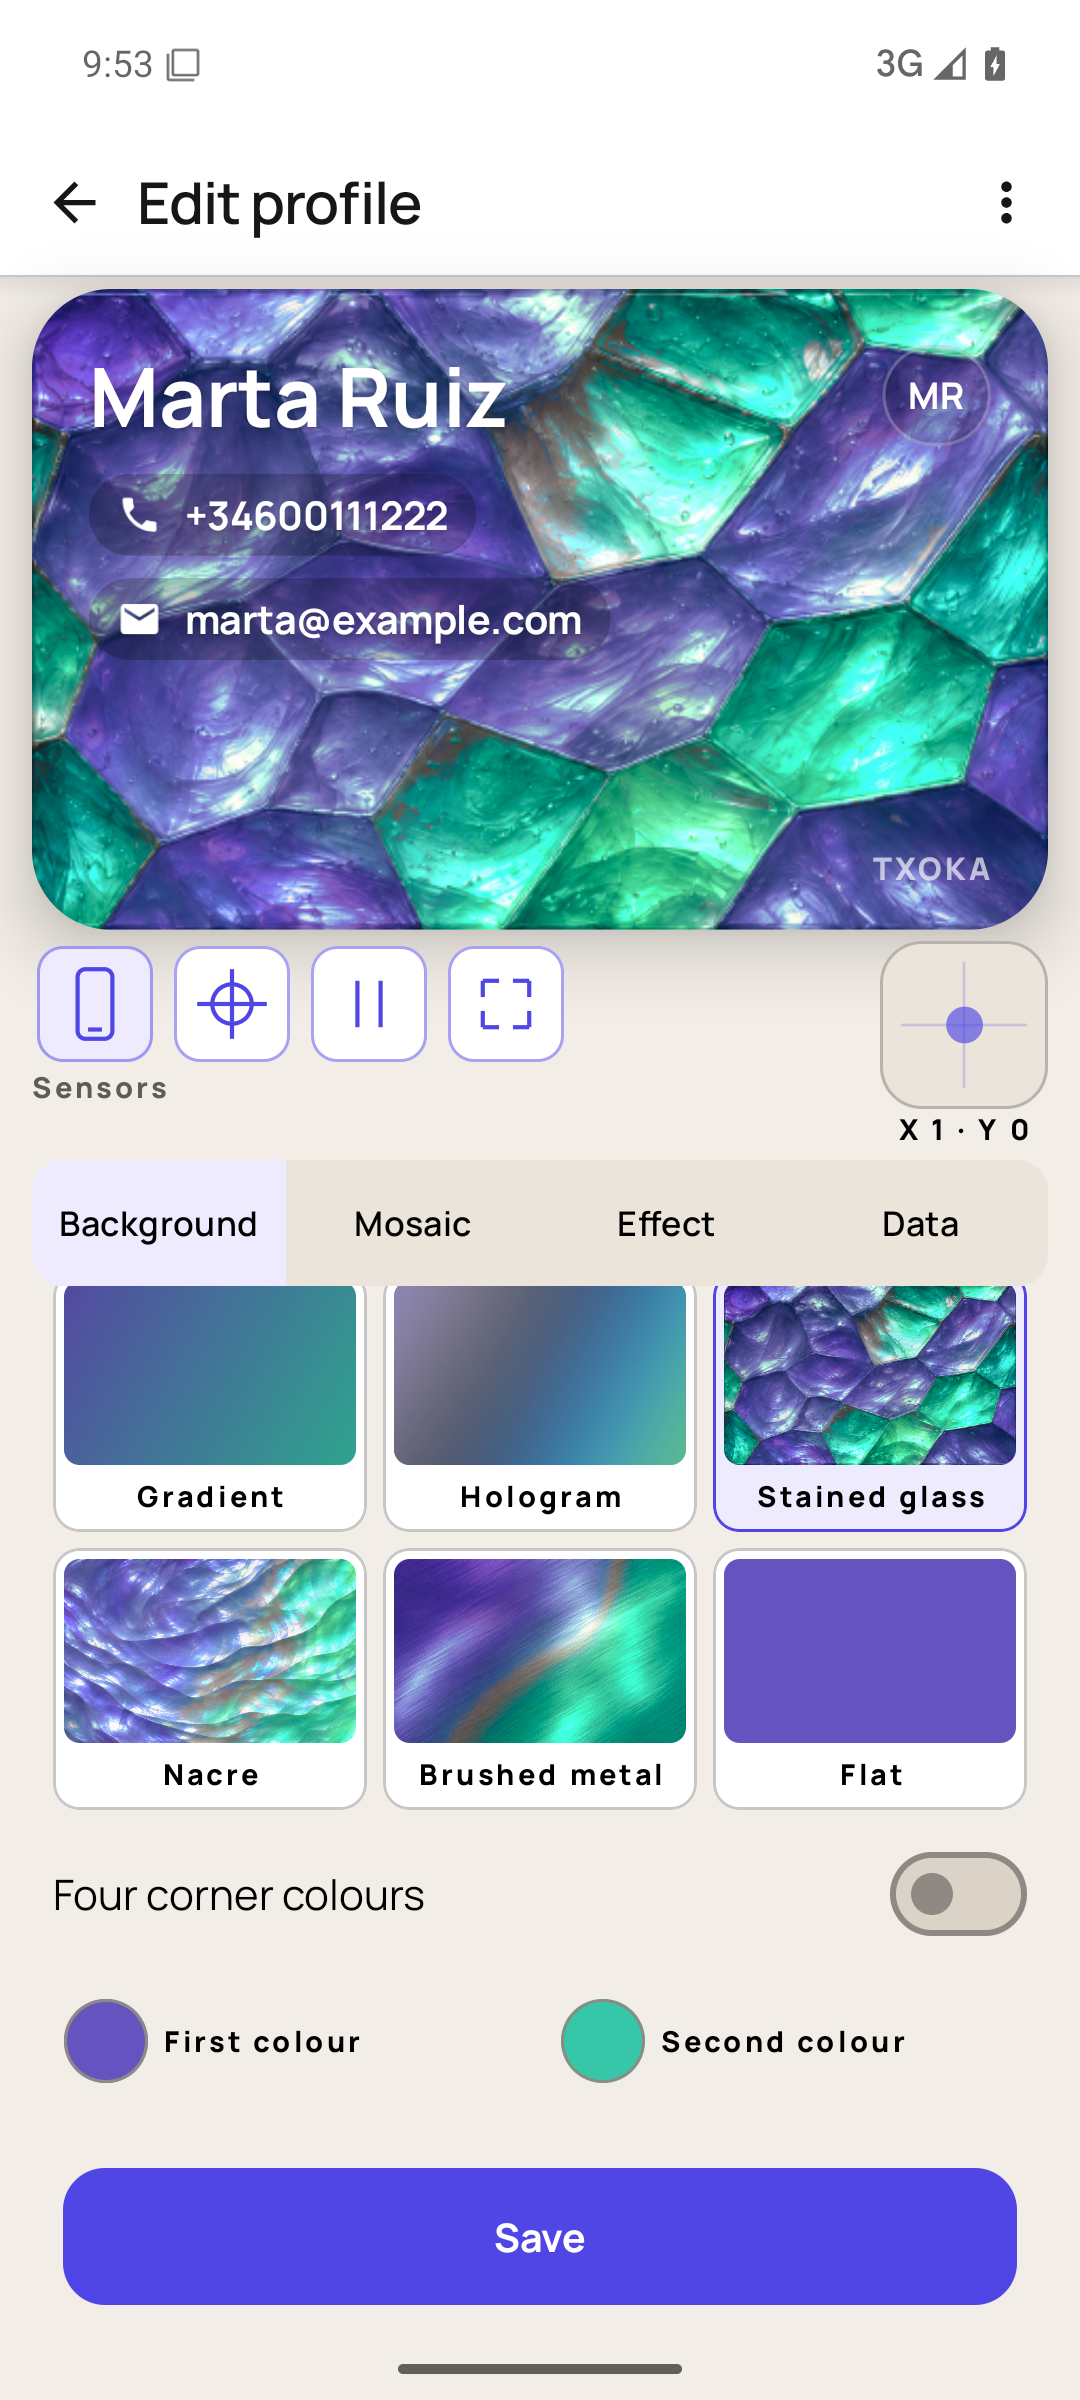 9:53 3G
Edit profile
Marta Ruiz MR
+34600111222
marta@example.com
TXOKA
Sensors
X 1 · Y 0
Background Mosaic Effect Data
Gradient Hologram Stained glass
Nacre Brushed metal Flat
Four corner colours
First colour Second colour
Save